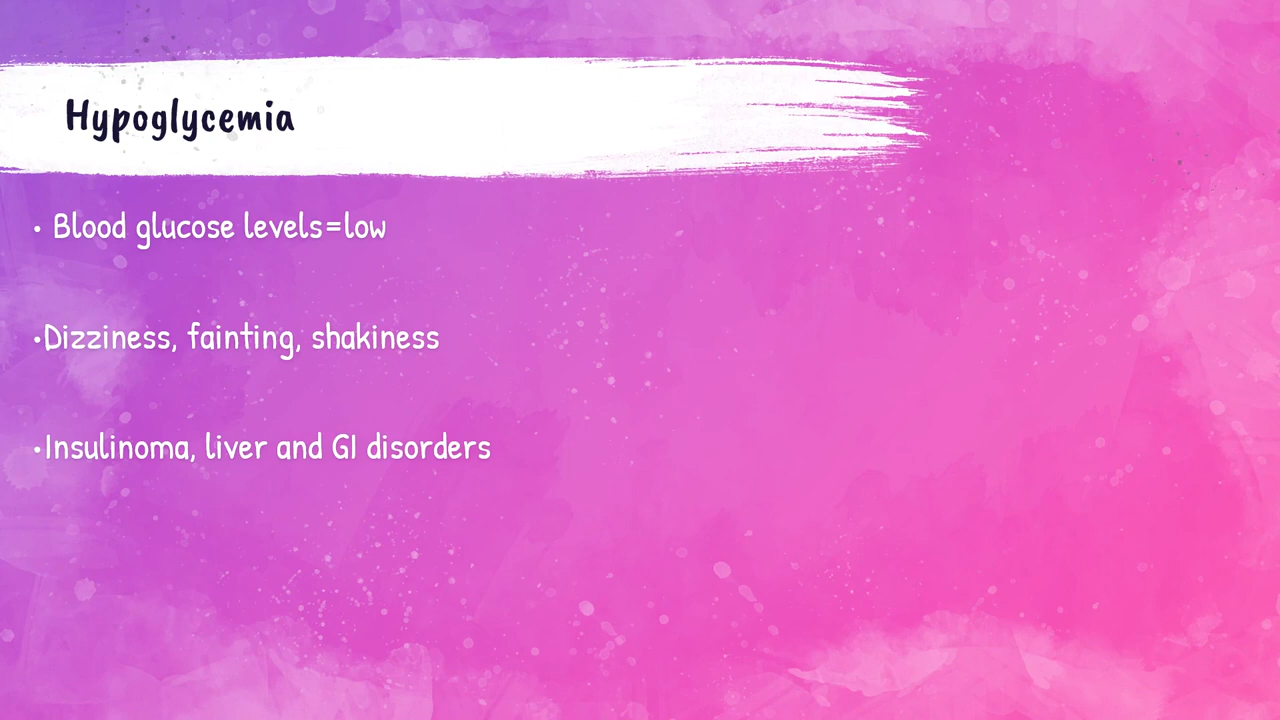 Hypoglycemia
• Blood glucose levels=low
•Dizziness, fainting, shakiness
•Insulinoma, liver and GI disorders